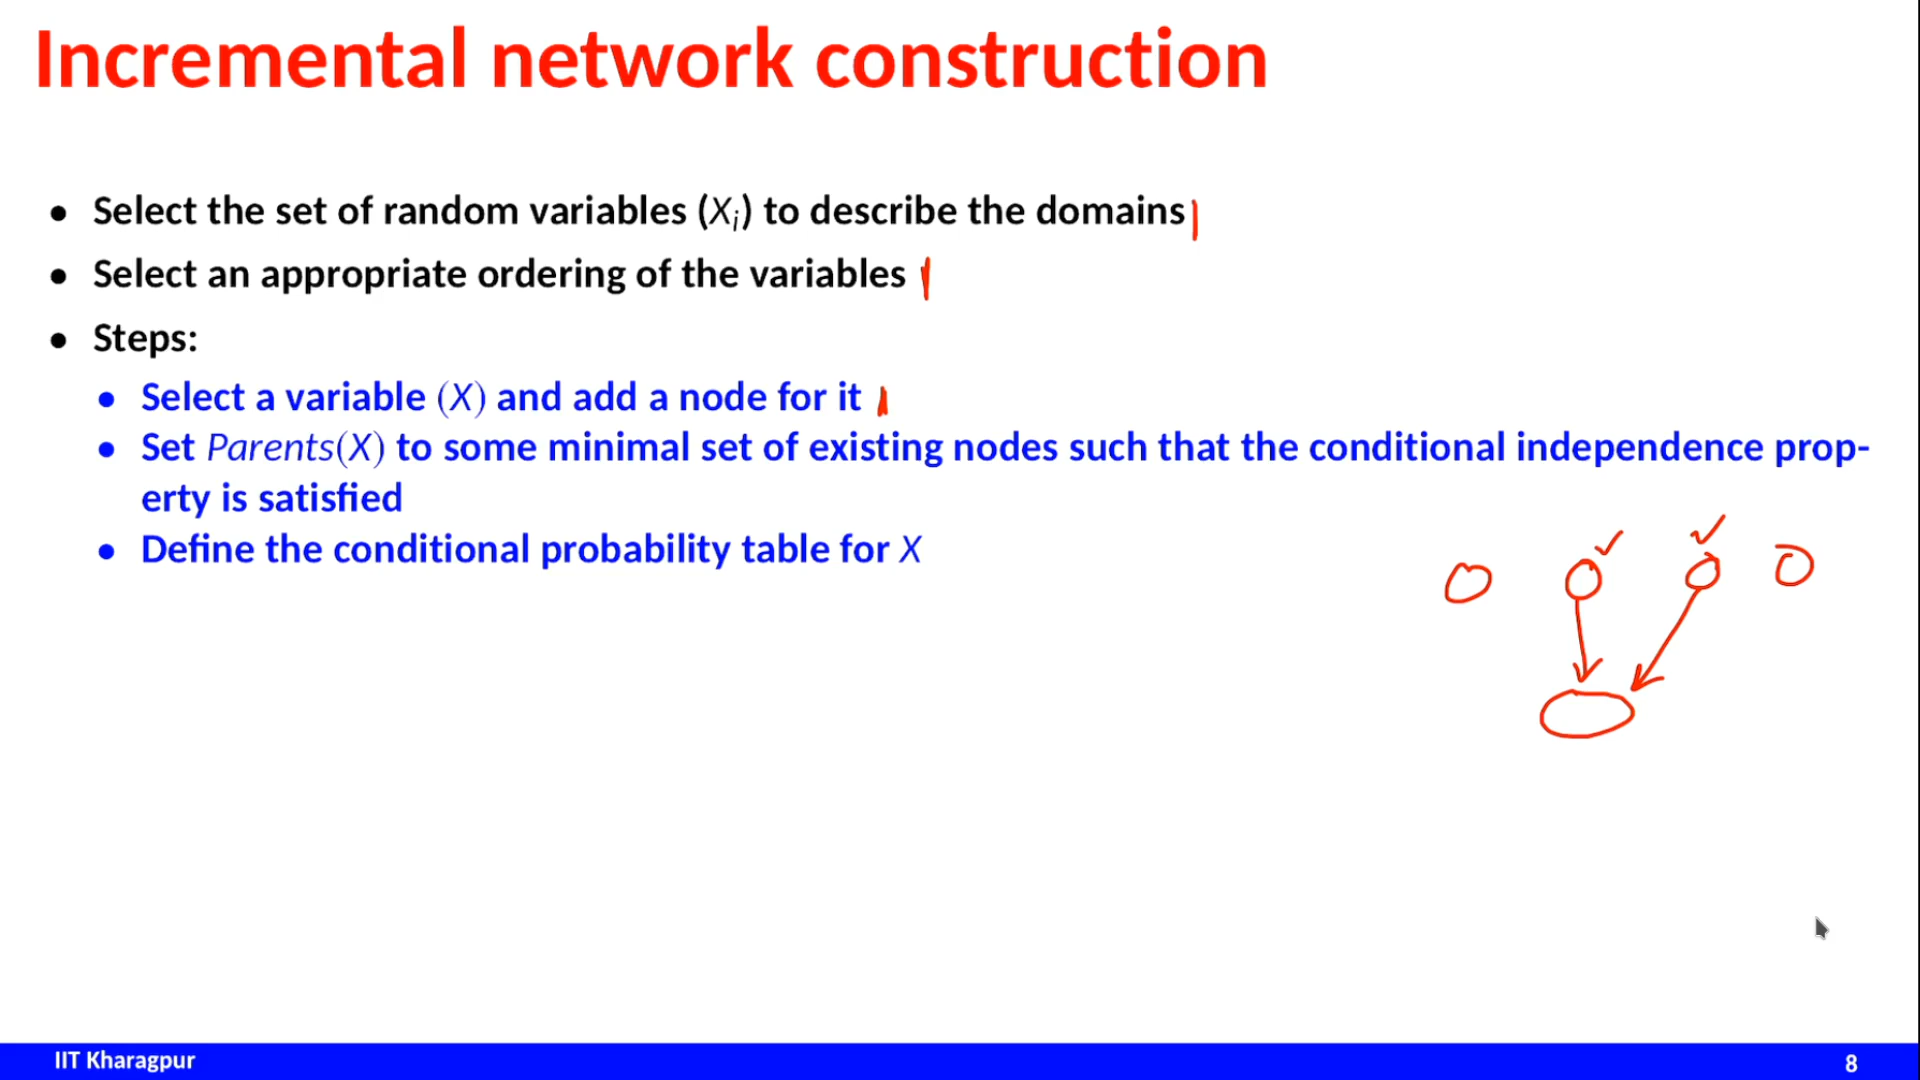 Incremental network construction
• Select the set of random variables (Xᵢ) to describe the domains
• Select an appropriate ordering of the variables
• Steps:
• Select a variable (X) and add a node for it
• Set Parents(X) to some minimal set of existing nodes such that the conditional independence prop-
erty is satisfied
• Define the conditional probability table for X
IIT Kharagpur
8